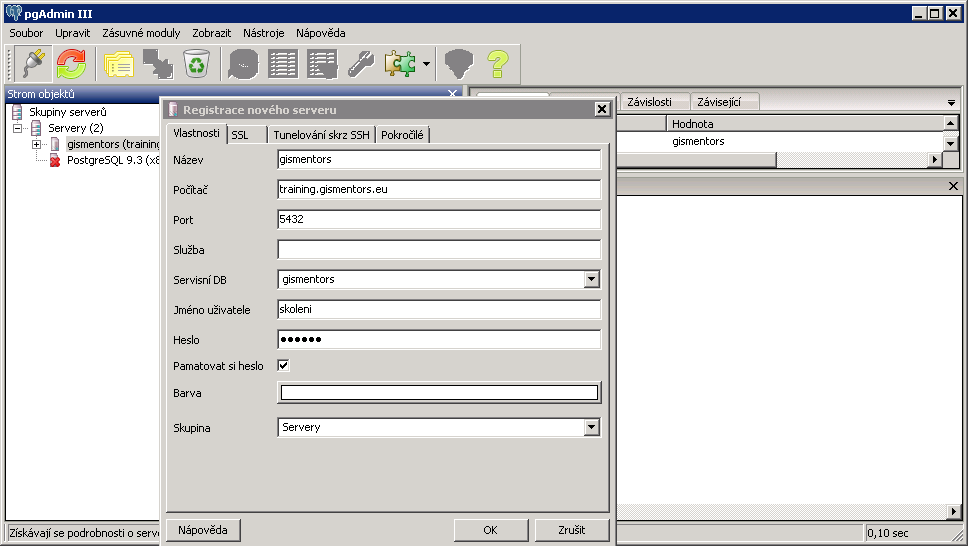 pgAdmin III
Soubor Upravit Zásuvné moduly Zobrazit Nástroje Nápověda
Strom objektů
Skupiny serverů
Servery (2)
gismentors (training
PostgreSQL 9.3 (x8
Závislosti Závisející
Hodnota
gismentors
Registrace nového serveru
Vlastnosti SSL Tunelování skrz SSH Pokročilé
Název gismentors
Počítač training.gismentors.eu
Port 5432
Služba
Servisní DB gismentors
Jméno uživatele skoleni
Heslo ●●●●●●
Pamatovat si heslo
Barva
Skupina Servery
Nápověda OK Zrušit
Získávají se podrobnosti o serve
0,10 sec